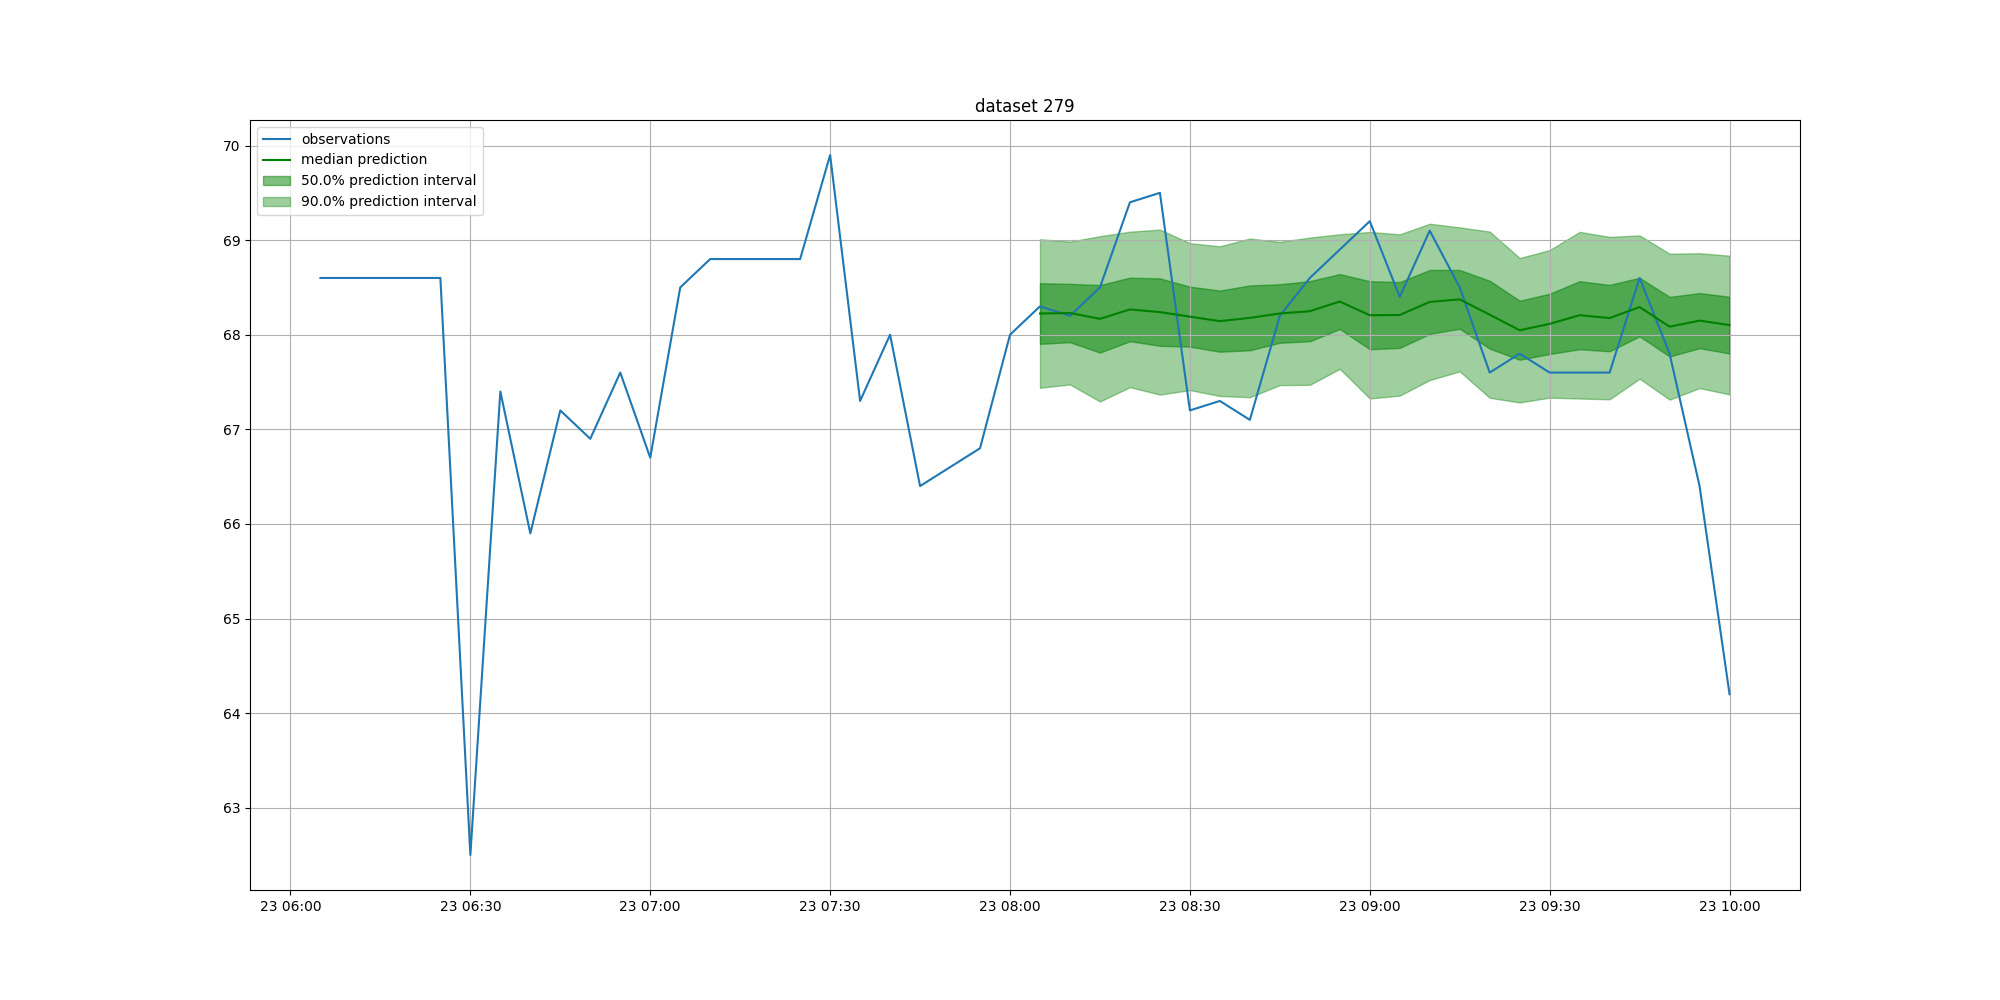 dataset 279
observations
median prediction
50.0% prediction interval
90.0% prediction interval
70
69
68
67
66
65
64
63
23 06:00 23 06:30 23 07:00 23 07:30 23 08:00 23 08:30 23 09:00 23 09:30 23 10:00